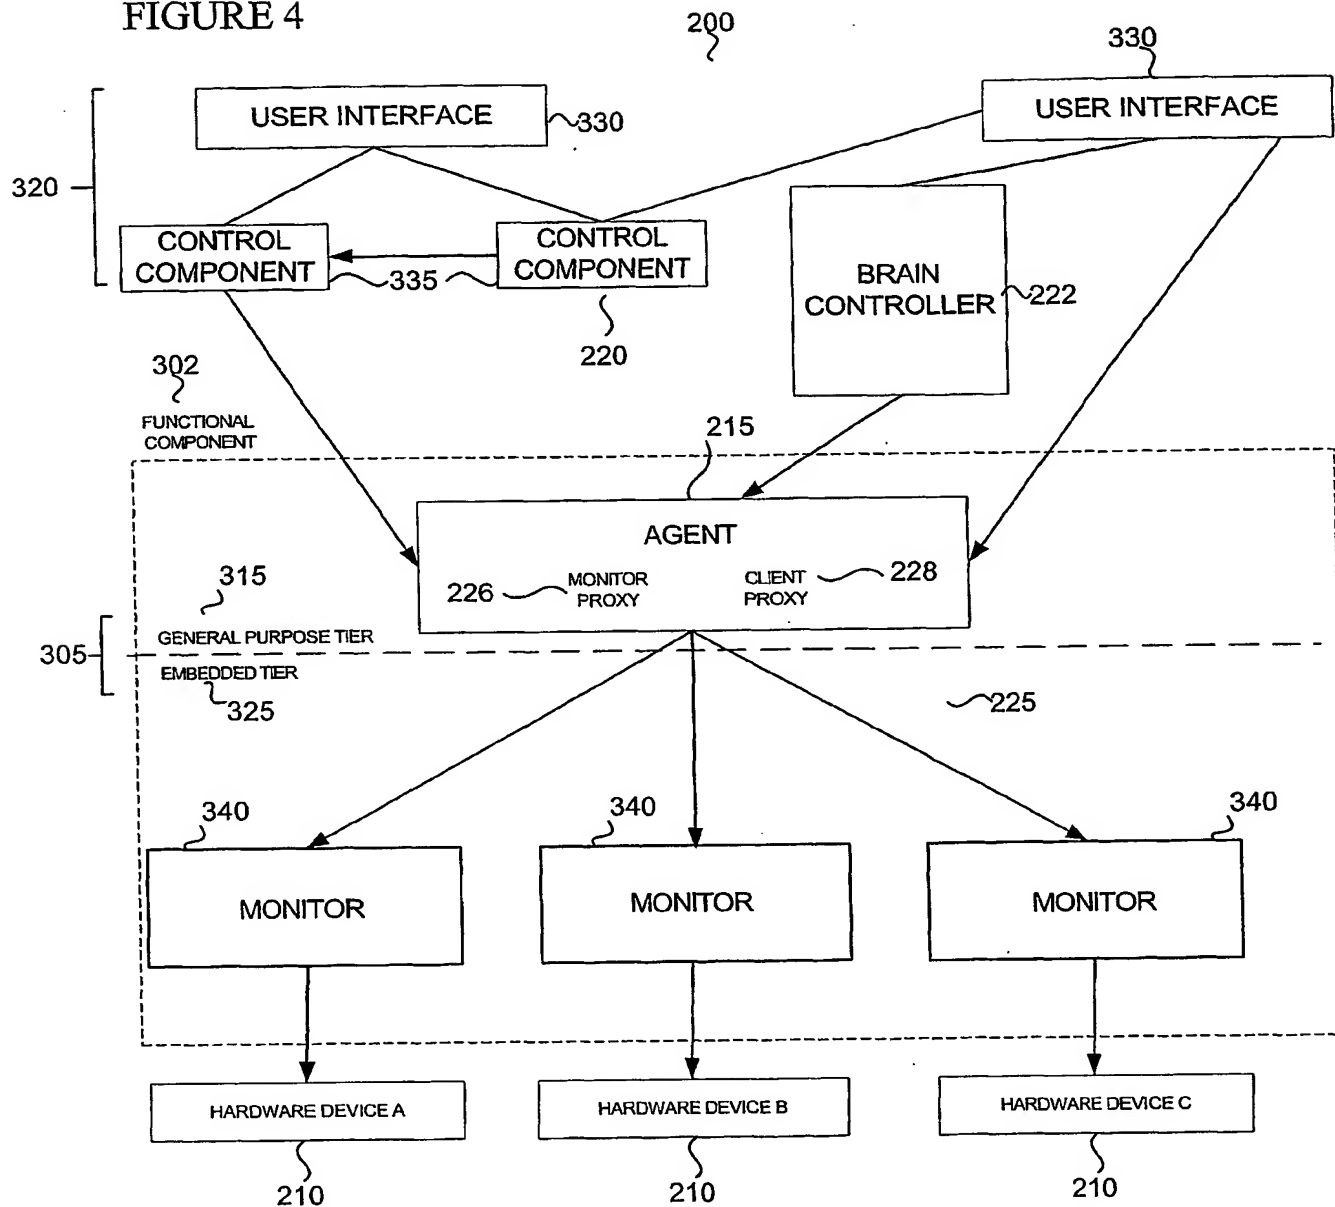 FIGURE 4
200
330
USER INTERFACE
330
USER INTERFACE
320
CONTROL
COMPONENT
335
CONTROL
COMPONENT
220
BRAIN
CONTROLLER
222
302
FUNCTIONAL
COMPONENT
215
AGENT
226
MONITOR
PROXY
CLIENT
PROXY
228
315
GENERAL PURPOSE TIER
305
EMBEDDED TIER
325
225
340
340
340
MONITOR
MONITOR
MONITOR
HARDWARE DEVICE A
HARDWARE DEVICE B
HARDWARE DEVICE C
210
210
210